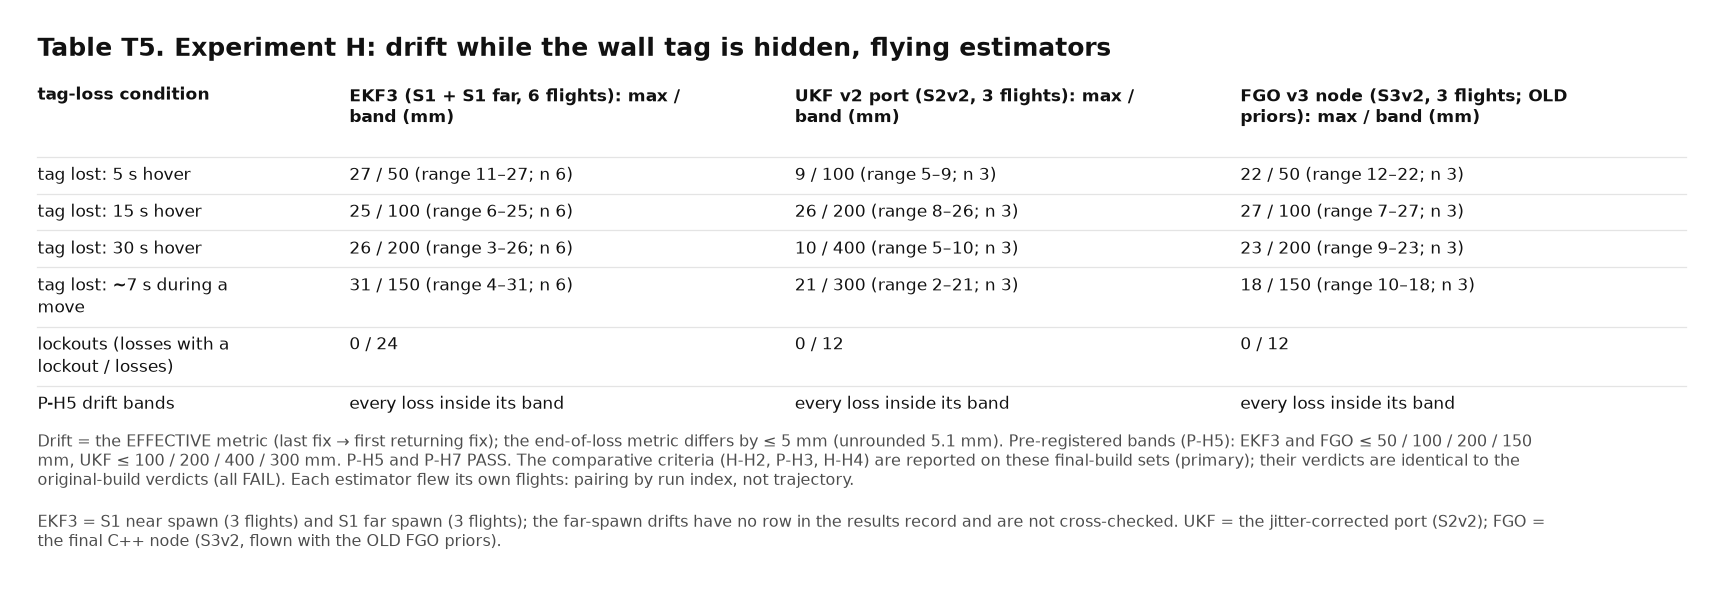 Table T5. Experiment H: drift while the wall tag is hidden, flying estimators
tag-loss condition
EKF3 (S1 + S1 far, 6 flights): max /
band (mm)
UKF v2 port (S2v2, 3 flights): max /
band (mm)
FGO v3 node (S3v2, 3 flights; OLD
priors): max / band (mm)
tag lost: 5 s hover
27 / 50 (range 11–27; n 6)
9 / 100 (range 5–9; n 3)
22 / 50 (range 12–22; n 3)
tag lost: 15 s hover
25 / 100 (range 6–25; n 6)
26 / 200 (range 8–26; n 3)
27 / 100 (range 7–27; n 3)
tag lost: 30 s hover
26 / 200 (range 3–26; n 6)
10 / 400 (range 5–10; n 3)
23 / 200 (range 9–23; n 3)
tag lost: ~7 s during a
move
31 / 150 (range 4–31; n 6)
21 / 300 (range 2–21; n 3)
18 / 150 (range 10–18; n 3)
lockouts (losses with a
lockout / losses)
0 / 24
0 / 12
0 / 12
P-H5 drift bands
every loss inside its band
every loss inside its band
every loss inside its band
Drift = the EFFECTIVE metric (last fix → first returning fix); the end-of-loss metric differs by ≤ 5 mm (unrounded 5.1 mm). Pre-registered bands (P-H5): EKF3 and FGO ≤ 50 / 100 / 200 / 150
mm, UKF ≤ 100 / 200 / 400 / 300 mm. P-H5 and P-H7 PASS. The comparative criteria (H-H2, P-H3, H-H4) are reported on these final-build sets (primary); their verdicts are identical to the
original-build verdicts (all FAIL). Each estimator flew its own flights: pairing by run index, not trajectory.
EKF3 = S1 near spawn (3 flights) and S1 far spawn (3 flights); the far-spawn drifts have no row in the results record and are not cross-checked. UKF = the jitter-corrected port (S2v2); FGO =
the final C++ node (S3v2, flown with the OLD FGO priors).